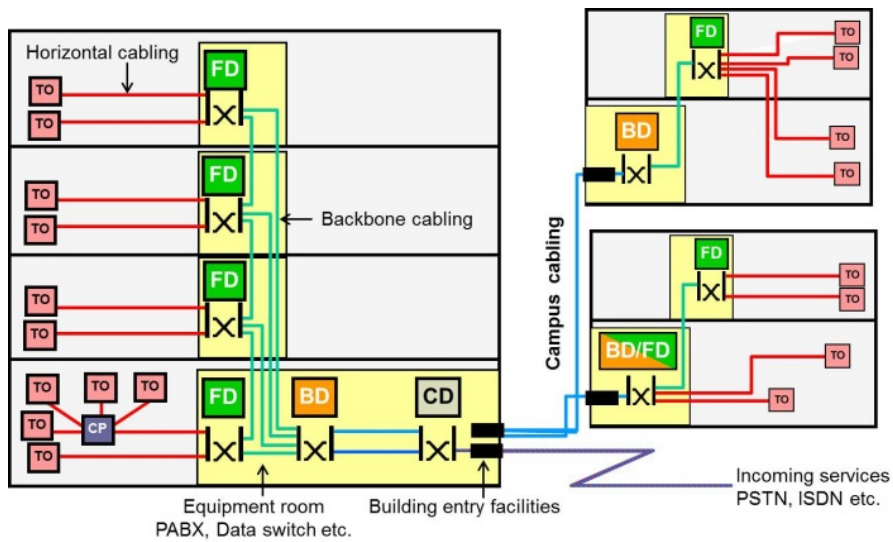 Horizontal cabling
FD
TO
TO
FD
TO
TO
Backbone cabling
FD
TO
TO
TO
TO
TO
TO
CP
TO
FD
BD
CD
Equipment room
PABX, Data switch etc.
Building entry facilities
Campus cabling
FD
TO
TO
BD
TO
TO
FD
TO
TO
BD/FD
TO
TO
Incoming services
PSTN, ISDN etc.